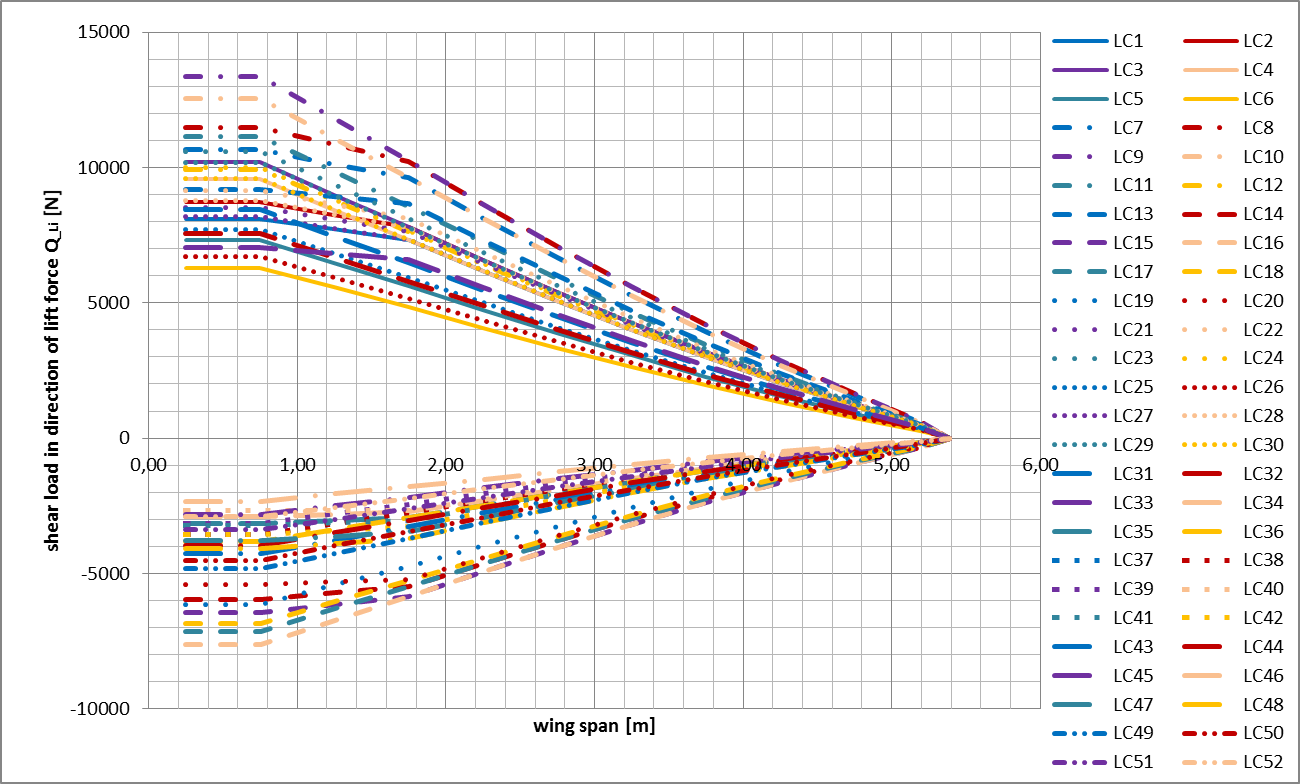 15000
10000
5000
0
-5000
-10000
0,00 1,00 2,00 3,00 4,00 5,00 6,00
shear load in direction of lift force Q_u [N]
wing span [m]
LC1 LC2
LC3 LC4
LC5 LC6
LC7 LC8
LC9 LC10
LC11 LC12
LC13 LC14
LC15 LC16
LC17 LC18
LC19 LC20
LC21 LC22
LC23 LC24
LC25 LC26
LC27 LC28
LC29 LC30
LC31 LC32
LC33 LC34
LC35 LC36
LC37 LC38
LC39 LC40
LC41 LC42
LC43 LC44
LC45 LC46
LC47 LC48
LC49 LC50
LC51 LC52